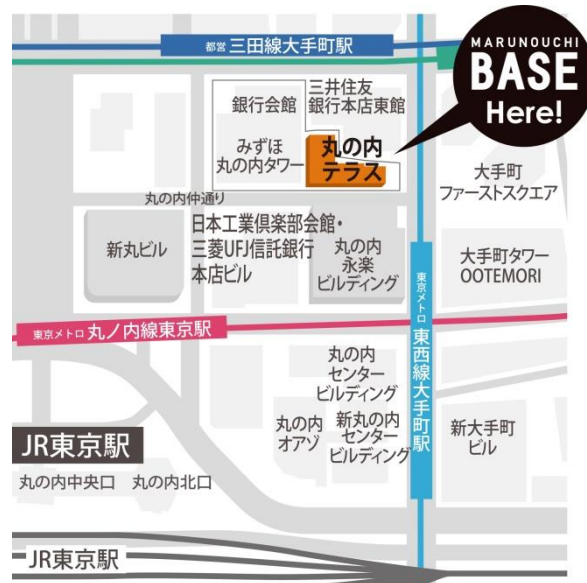 都営 三田線大手町駅
MARUNOUCHI
BASE
Here!
銀行会館
三井住友
銀行本店東館
みずほ
丸の内タワー
丸の内
テラス
大手町
ファーストスクエア
丸の内仲通り
新丸ビル
日本工業倶楽部会館・
三菱UFJ信託銀行
本店ビル
丸の内
永楽
ビルディング
大手町タワー
OOTEMORI
東京メトロ 東西線大手町駅
東京メトロ 丸ノ内線東京駅
丸の内
センター
ビルディング
丸の内
オアゾ
新丸の内
センター
ビルディング
新大手町
ビル
JR東京駅
丸の内中央口 丸の内北口
JR東京駅